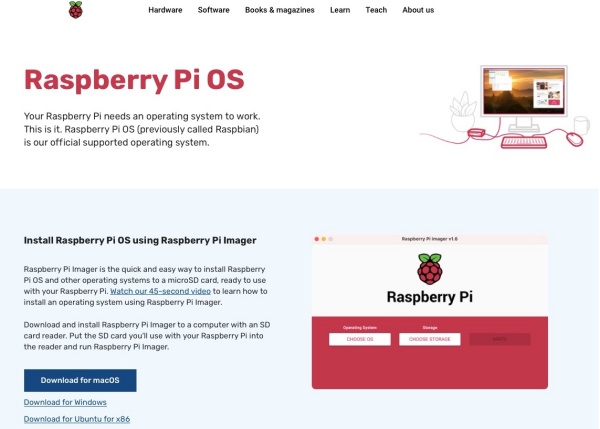 Hardware Software Books & magazines Learn Teach About us
Raspberry Pi OS
Your Raspberry Pi needs an operating system to work.
This is it. Raspberry Pi OS (previously called Raspbian)
is our official supported operating system.
Install Raspberry Pi OS using Raspberry Pi Imager
Raspberry Pi Imager is the quick and easy way to install Raspberry
Pi OS and other operating systems to a microSD card, ready to use
with your Raspberry Pi. Watch our 45-second video to learn how to
install an operating system using Raspberry Pi Imager.
Download and install Raspberry Pi Imager to a computer with an SD
card reader. Put the SD card you'll use with your Raspberry Pi into
the reader and run Raspberry Pi Imager.
Download for macOS
Download for Windows
Download for Ubuntu for x86
Raspberry Pi Imager v1.6
Raspberry Pi
Operating System Storage
CHOOSE OS CHOOSE STORAGE WRITE